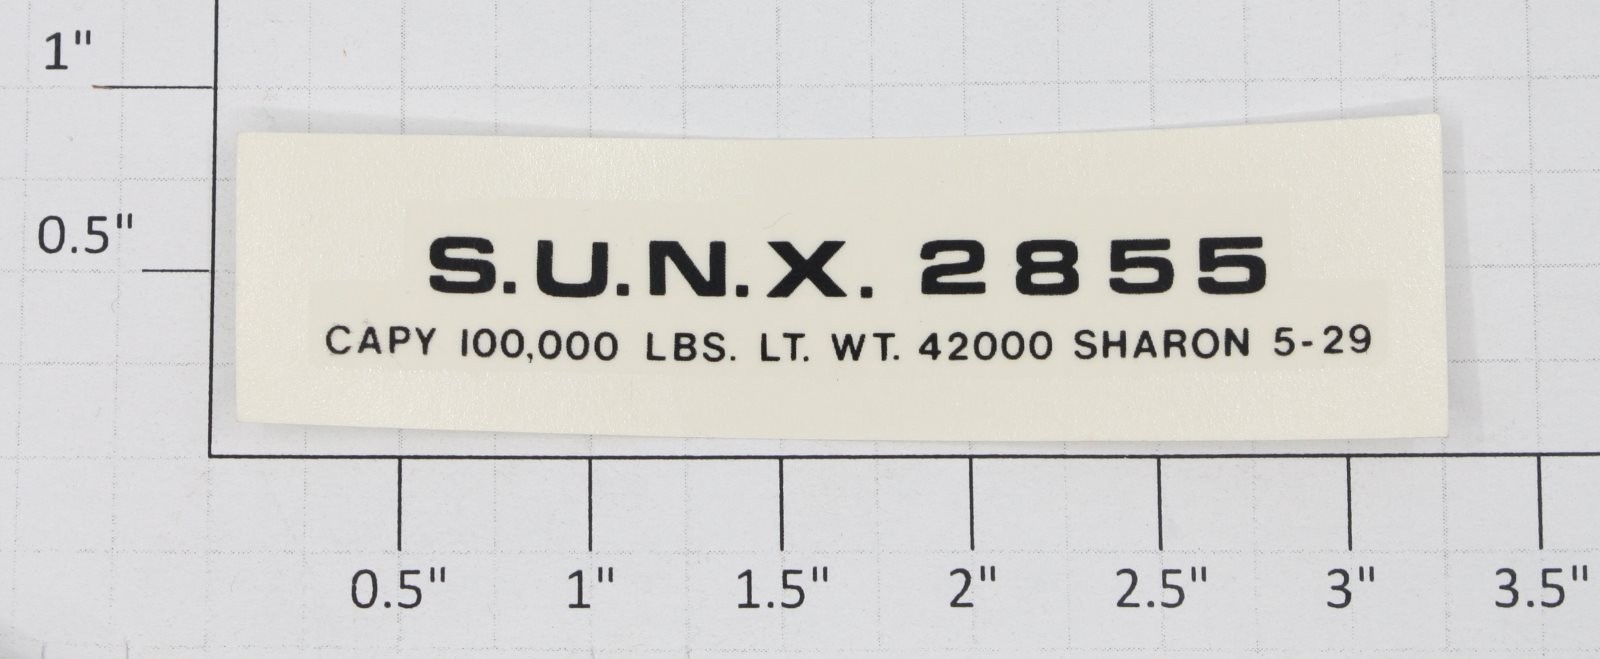 1"
0.5"
S.U.N.X. 2855
CAPY 100,000 LBS. LT. WT. 42000 SHARON 5-29
0.5" 1" 1.5" 2" 2.5" 3" 3.5"